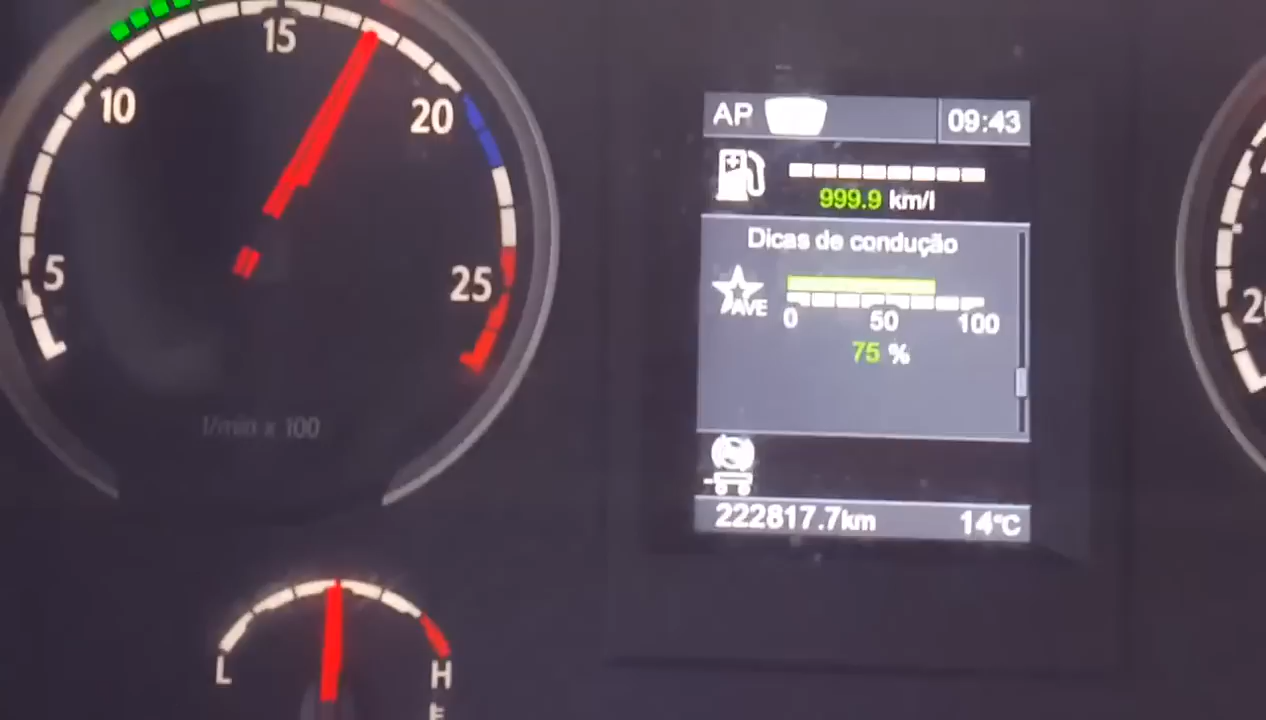 5
10
15
20
25
1/min x 100
L
H
E
AP
09:43
999.9 km/l
Dicas de condução
AVE
0 50 100
75 %
222817.7km 14°C